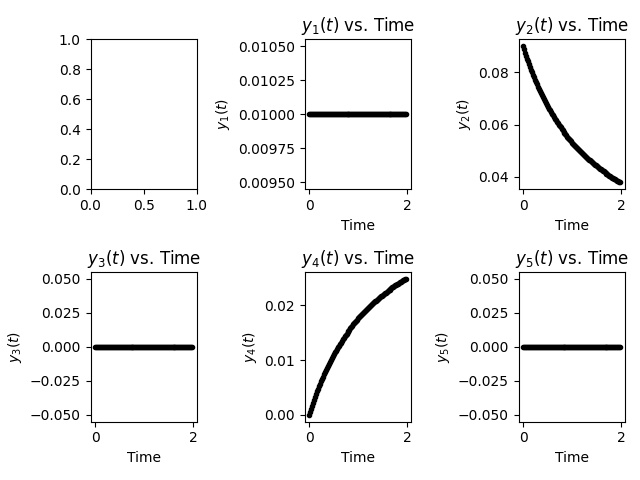 1.0
0.8
0.6
0.4
0.2
0.0
0.0 0.5 1.0
y₁(t) vs. Time
0.01050
0.01025
0.01000
0.00975
0.00950
y₁(t)
0 2
Time
y₂(t) vs. Time
0.08
0.06
0.04
y₂(t)
0 2
Time
y₃(t) vs. Time
0.050
0.025
0.000
−0.025
−0.050
y₃(t)
0 2
Time
y₄(t) vs. Time
0.02
0.01
0.00
y₄(t)
0 2
Time
y₅(t) vs. Time
0.050
0.025
0.000
−0.025
−0.050
y₅(t)
0 2
Time